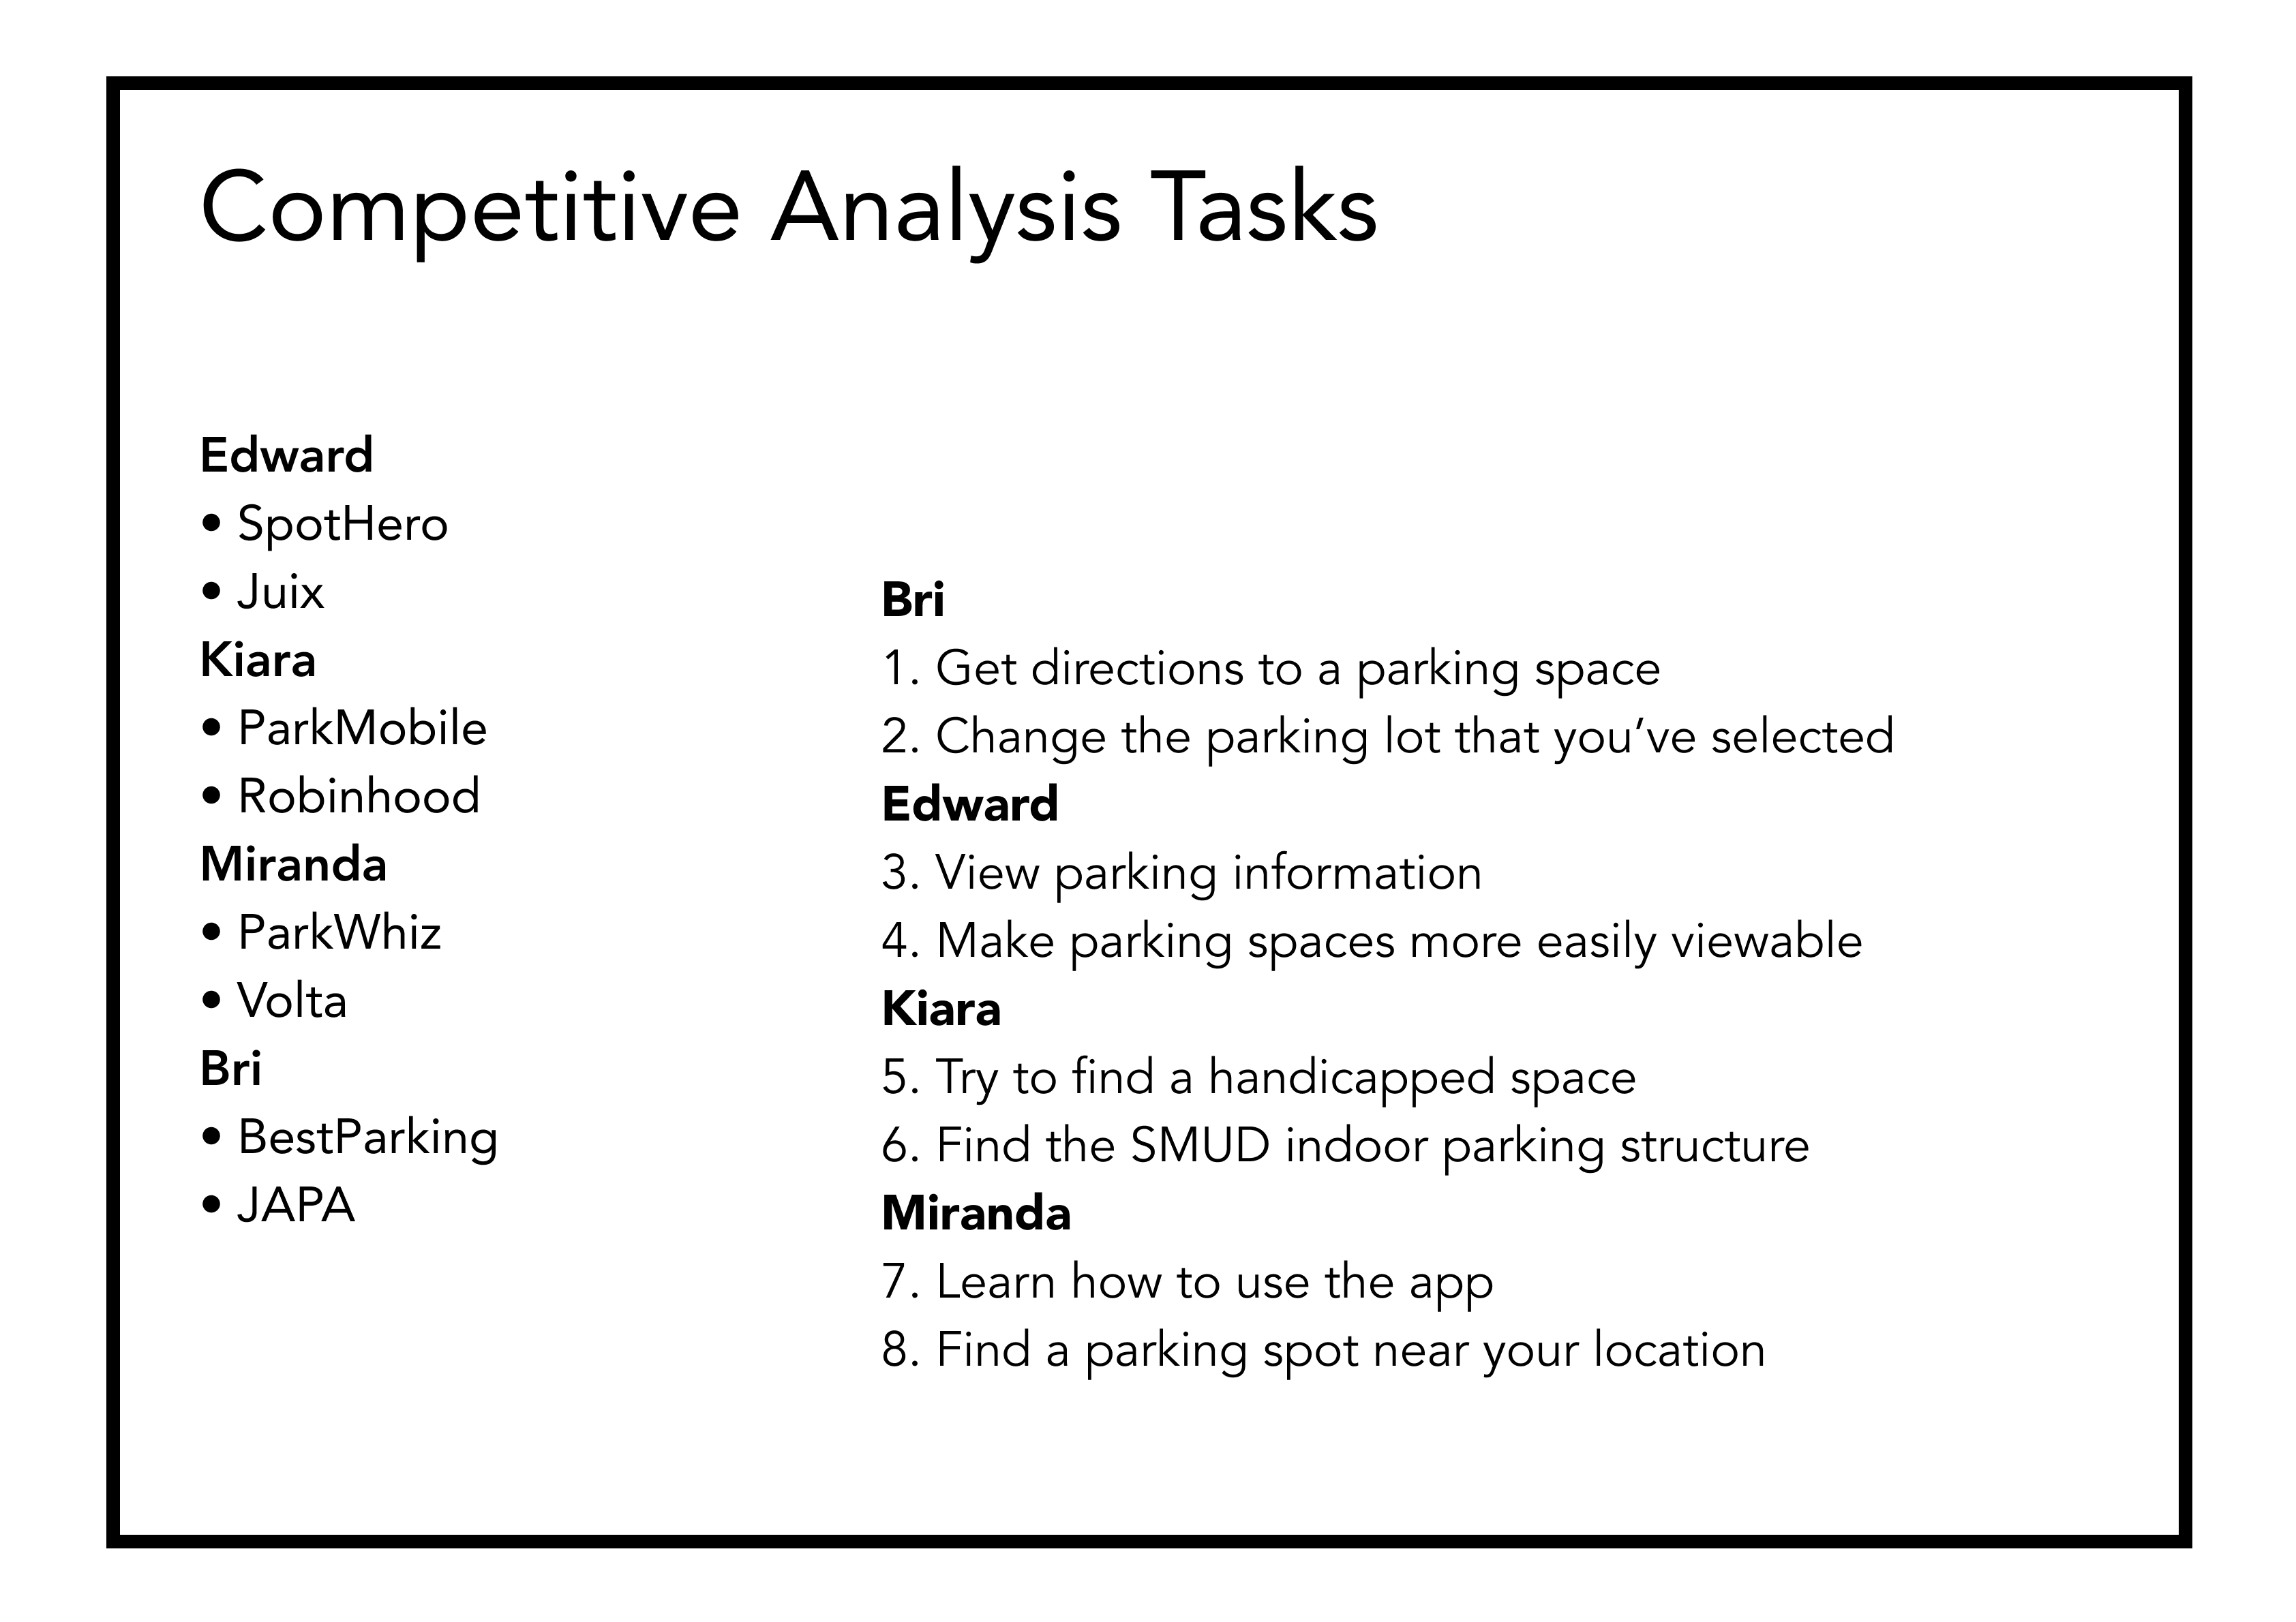 Competitive Analysis Tasks
Edward
• SpotHero
• Juix
Kiara
• ParkMobile
• Robinhood
Miranda
• ParkWhiz
• Volta
Bri
• BestParking
• JAPA
Bri
1. Get directions to a parking space
2. Change the parking lot that you’ve selected
Edward
3. View parking information
4. Make parking spaces more easily viewable
Kiara
5. Try to find a handicapped space
6. Find the SMUD indoor parking structure
Miranda
7. Learn how to use the app
8. Find a parking spot near your location